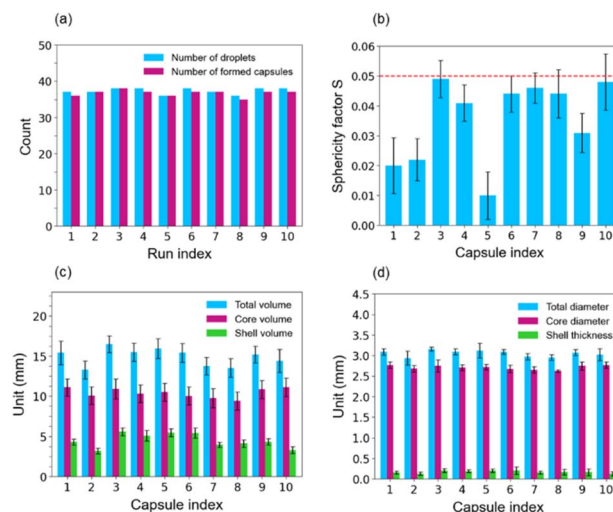 (a)
Count
50
40
30
20
10
0
Number of droplets
Number of formed capsules
1 2 3 4 5 6 7 8 9 10
Run index
(b)
Sphericity factor S
0.06
0.05
0.04
0.03
0.02
0.01
0.00
1 2 3 4 5 6 7 8 9 10
Capsule index
(c)
Unit (mm)
20
15
10
5
0
Total volume
Core volume
Shell volume
1 2 3 4 5 6 7 8 9 10
Capsule index
(d)
Unit (mm)
4.5
4.0
3.5
3.0
2.5
2.0
1.5
1.0
0.5
0.0
Total diameter
Core diameter
Shell thickness
1 2 3 4 5 6 7 8 9 10
Capsule index